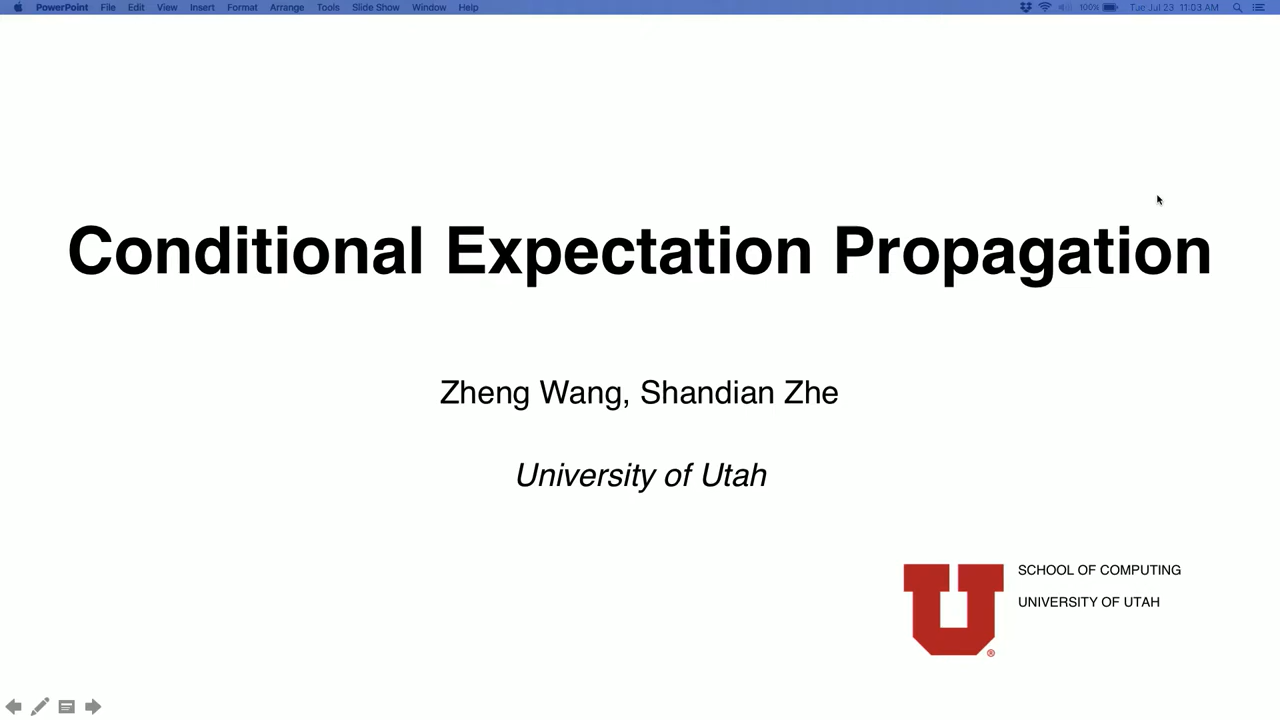 PowerPoint File Edit View Insert Format Arrange Tools Slide Show Window Help 100% Tue Jul 23 11:03 AM
Conditional Expectation Propagation
Zheng Wang, Shandian Zhe
University of Utah
SCHOOL OF COMPUTING
UNIVERSITY OF UTAH
U®